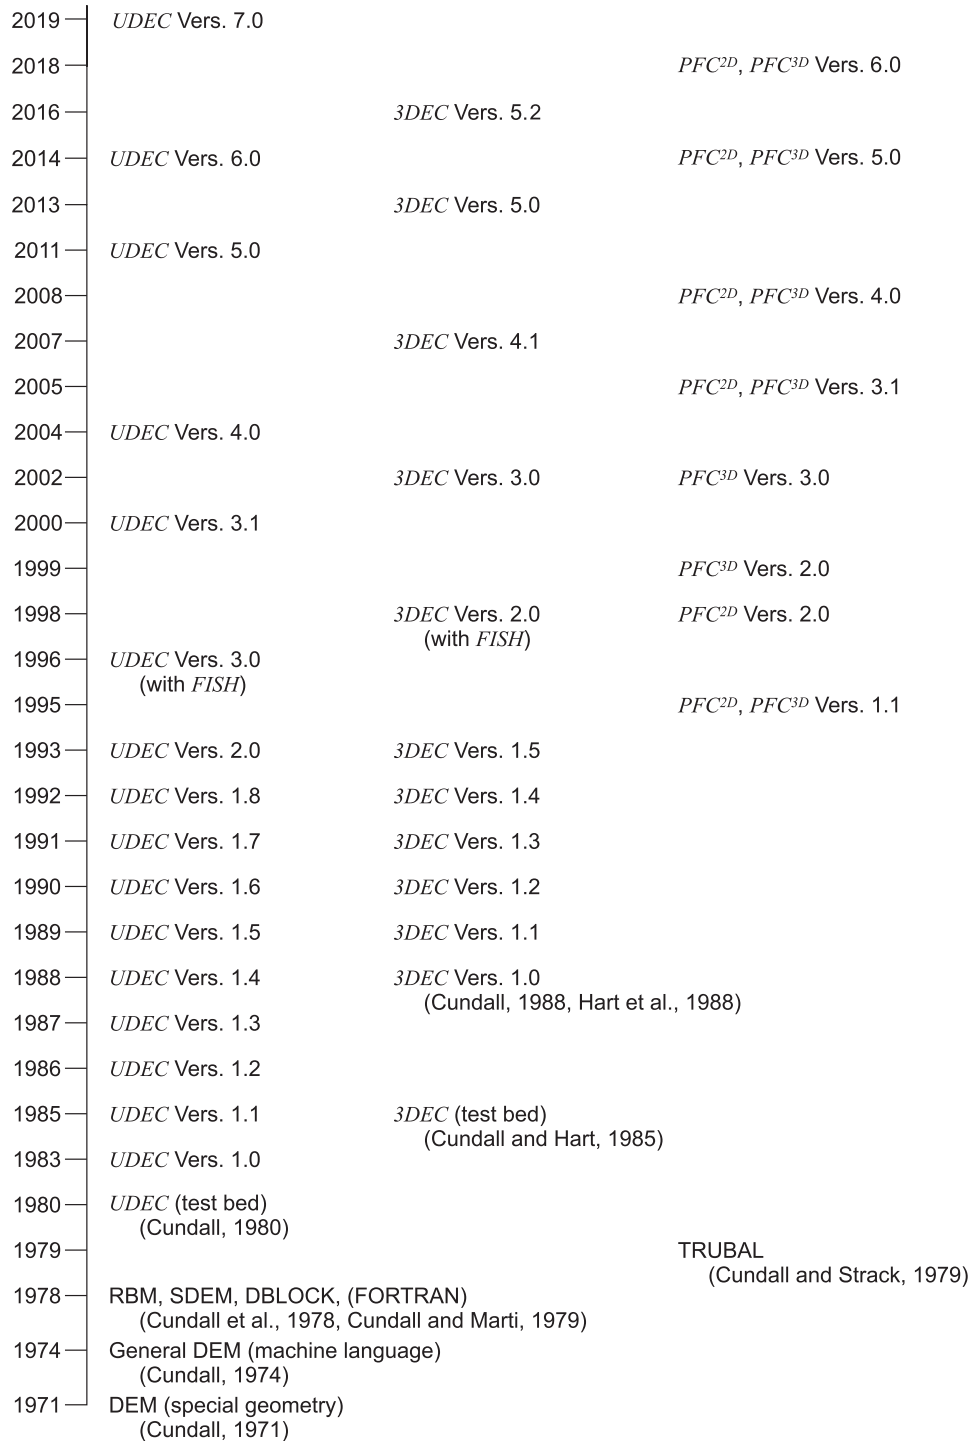 2019 UDEC Vers. 7.0
2018 PFC2D, PFC3D Vers. 6.0
2016 3DEC Vers. 5.2
2014 UDEC Vers. 6.0 PFC2D, PFC3D Vers. 5.0
2013 3DEC Vers. 5.0
2011 UDEC Vers. 5.0
2008 PFC2D, PFC3D Vers. 4.0
2007 3DEC Vers. 4.1
2005 PFC2D, PFC3D Vers. 3.1
2004 UDEC Vers. 4.0
2002 3DEC Vers. 3.0 PFC3D Vers. 3.0
2000 UDEC Vers. 3.1
1999 PFC3D Vers. 2.0
1998 3DEC Vers. 2.0 PFC2D Vers. 2.0
(with FISH)
1996 UDEC Vers. 3.0
(with FISH)
1995 PFC2D, PFC3D Vers. 1.1
1993 UDEC Vers. 2.0 3DEC Vers. 1.5
1992 UDEC Vers. 1.8 3DEC Vers. 1.4
1991 UDEC Vers. 1.7 3DEC Vers. 1.3
1990 UDEC Vers. 1.6 3DEC Vers. 1.2
1989 UDEC Vers. 1.5 3DEC Vers. 1.1
1988 UDEC Vers. 1.4 3DEC Vers. 1.0
(Cundall, 1988, Hart et al., 1988)
1987 UDEC Vers. 1.3
1986 UDEC Vers. 1.2
1985 UDEC Vers. 1.1 3DEC (test bed)
(Cundall and Hart, 1985)
1983 UDEC Vers. 1.0
1980 UDEC (test bed)
(Cundall, 1980)
1979 TRUBAL
(Cundall and Strack, 1979)
1978 RBM, SDEM, DBLOCK, (FORTRAN)
(Cundall et al., 1978, Cundall and Marti, 1979)
1974 General DEM (machine language)
(Cundall, 1974)
1971 DEM (special geometry)
(Cundall, 1971)